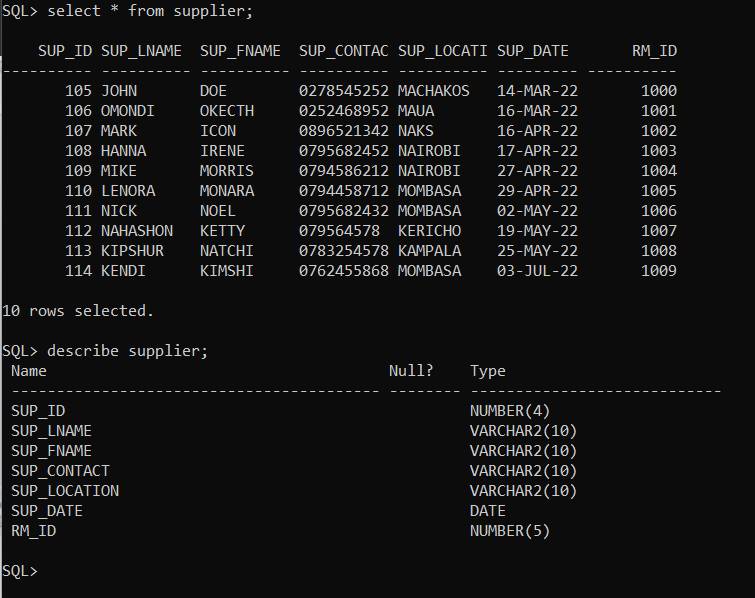 SQL> select * from supplier;

    SUP_ID SUP_LNAME  SUP_FNAME  SUP_CONTAC SUP_LOCATI SUP_DATE       RM_ID
---------- ---------- ---------- ---------- ---------- --------- ----------
       105 JOHN       DOE        0278545252 MACHAKOS   14-MAR-22       1000
       106 OMONDI     OKECTH     0252468952 MAUA       16-MAR-22       1001
       107 MARK       ICON       0896521342 NAKS       16-APR-22       1002
       108 HANNA      IRENE      0795682452 NAIROBI    17-APR-22       1003
       109 MIKE       MORRIS     0794586212 NAIROBI    27-APR-22       1004
       110 LENORA     MONARA     0794458712 MOMBASA    29-APR-22       1005
       111 NICK       NOEL       0795682432 MOMBASA    02-MAY-22       1006
       112 NAHASHON   KETTY      079564578  KERICHO    19-MAY-22       1007
       113 KIPSHUR    NATCHI     0783254578 KAMPALA    25-MAY-22       1008
       114 KENDI      KIMSHI     0762455868 MOMBASA    03-JUL-22       1009

10 rows selected.

SQL> describe supplier;
 Name                                      Null?    Type
 ----------------------------------------- -------- ----------------------------
 SUP_ID                                             NUMBER(4)
 SUP_LNAME                                          VARCHAR2(10)
 SUP_FNAME                                          VARCHAR2(10)
 SUP_CONTACT                                        VARCHAR2(10)
 SUP_LOCATION                                       VARCHAR2(10)
 SUP_DATE                                           DATE
 RM_ID                                              NUMBER(5)

SQL>